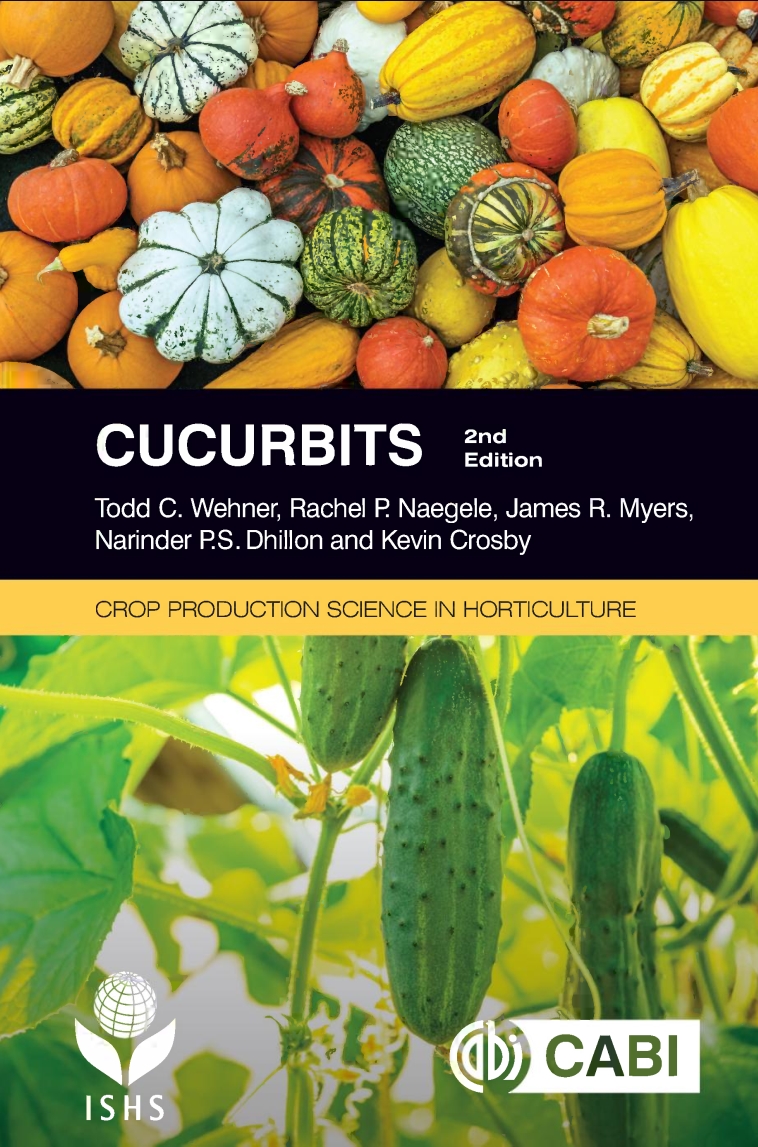 CUCURBITS
2nd
Edition
Todd C. Wehner, Rachel P. Naegele, James R. Myers,
Narinder P.S. Dhillon and Kevin Crosby
CROP PRODUCTION SCIENCE IN HORTICULTURE
ISHS
cabi CABI